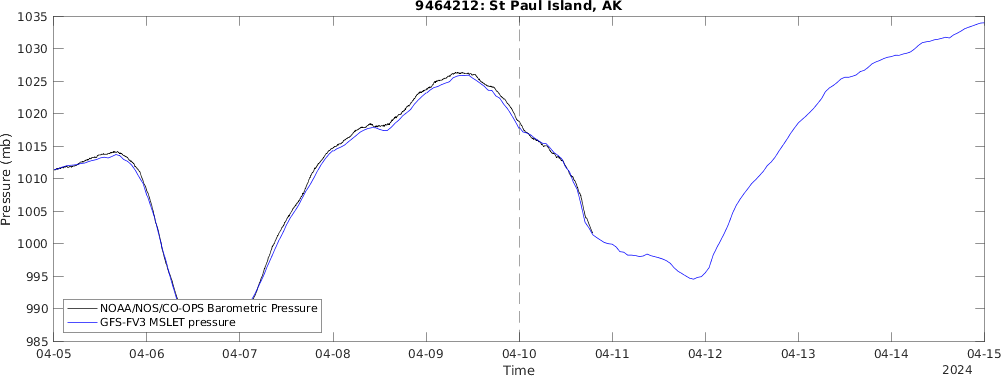 9464212: St Paul Island, AK
1035
1030
1025
1020
1015
1010
1005
1000
995
990
985
Pressure (mb)
NOAA/NOS/CO-OPS Barometric Pressure
GFS-FV3 MSLET pressure
04-05 04-06 04-07 04-08 04-09 04-10 04-11 04-12 04-13 04-14 04-15
Time
2024